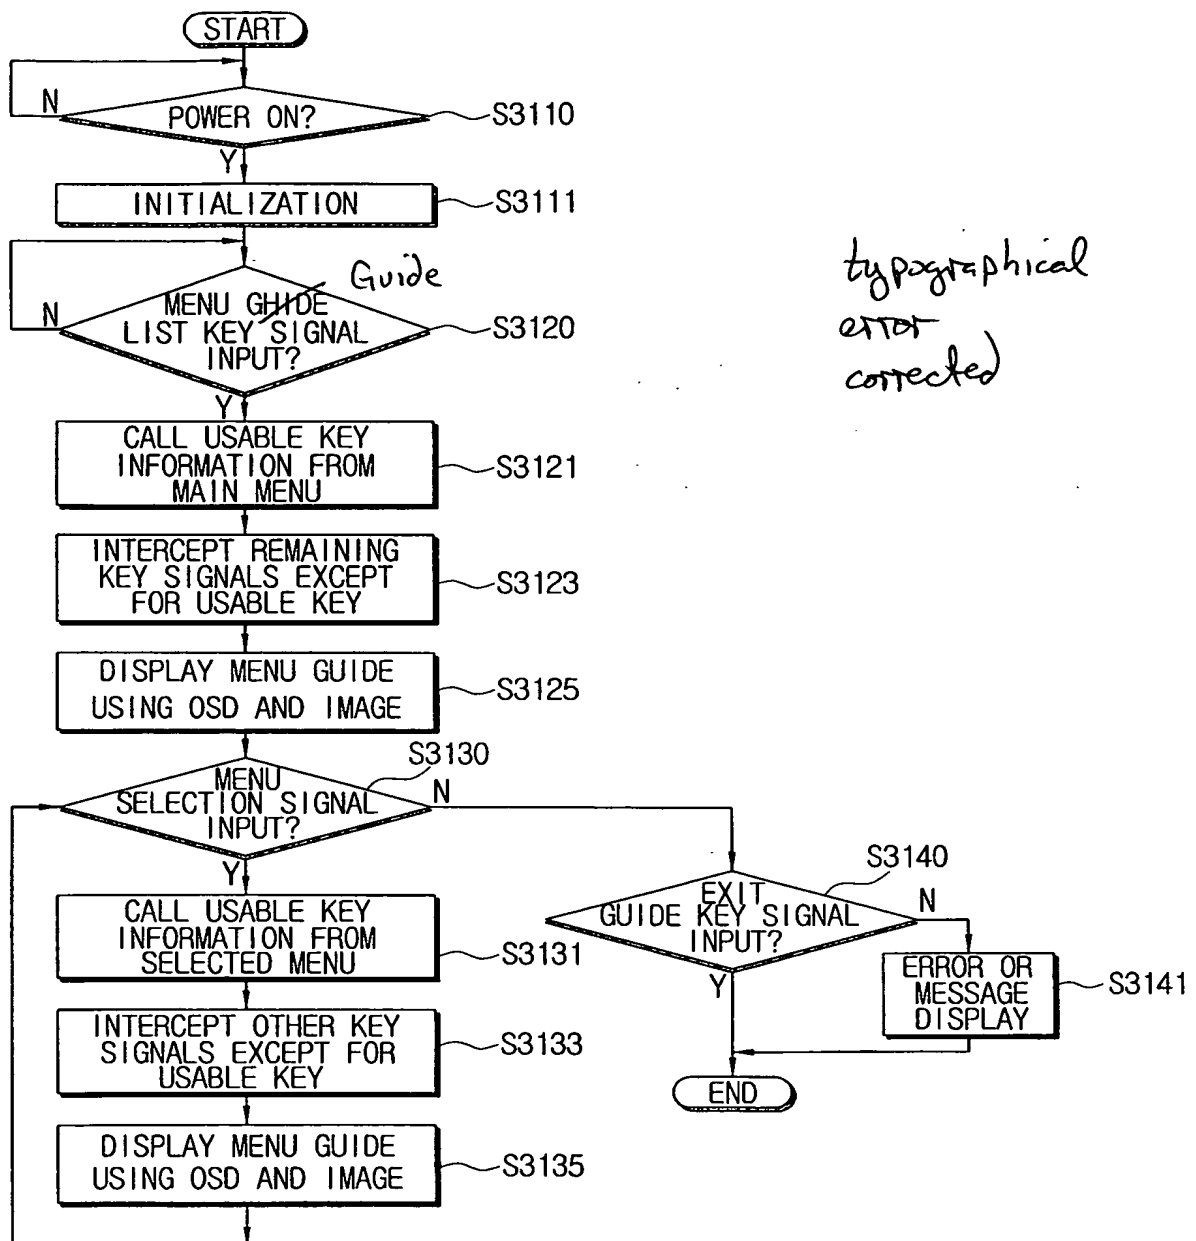 START
N
POWER ON?
S3110
Y
INITIALIZATION
S3111
N
MENU GHIDE
Guide
LIST KEY SIGNAL
INPUT?
S3120
typographical
error
corrected
Y
CALL USABLE KEY
INFORMATION FROM
MAIN MENU
S3121
INTERCEPT REMAINING
KEY SIGNALS EXCEPT
FOR USABLE KEY
S3123
DISPLAY MENU GUIDE
USING OSD AND IMAGE
S3125
S3130
MENU
SELECTION SIGNAL
INPUT?
N
Y
CALL USABLE KEY
INFORMATION FROM
SELECTED MENU
S3131
S3140
EXIT
GUIDE KEY SIGNAL
INPUT?
N
Y
ERROR OR
MESSAGE
DISPLAY
S3141
INTERCEPT OTHER KEY
SIGNALS EXCEPT FOR
USABLE KEY
S3133
END
DISPLAY MENU GUIDE
USING OSD AND IMAGE
S3135